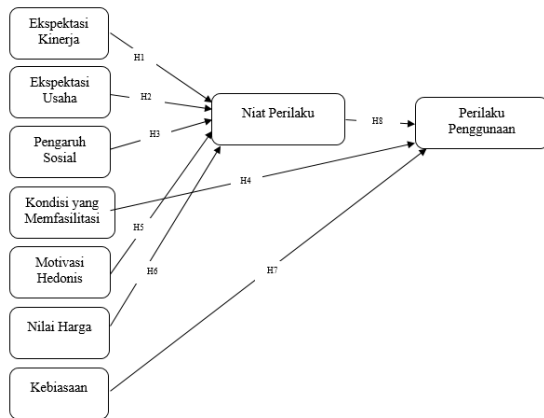 Ekspektasi
Kinerja
H1
Ekspektasi
Usaha
H2
Niat Perilaku
H8
Perilaku
Penggunaan
Pengaruh
Sosial
H3
Kondisi yang
Memfasilitasi
H4
H5
Motivasi
Hedonis
H6
H7
Nilai Harga
Kebiasaan